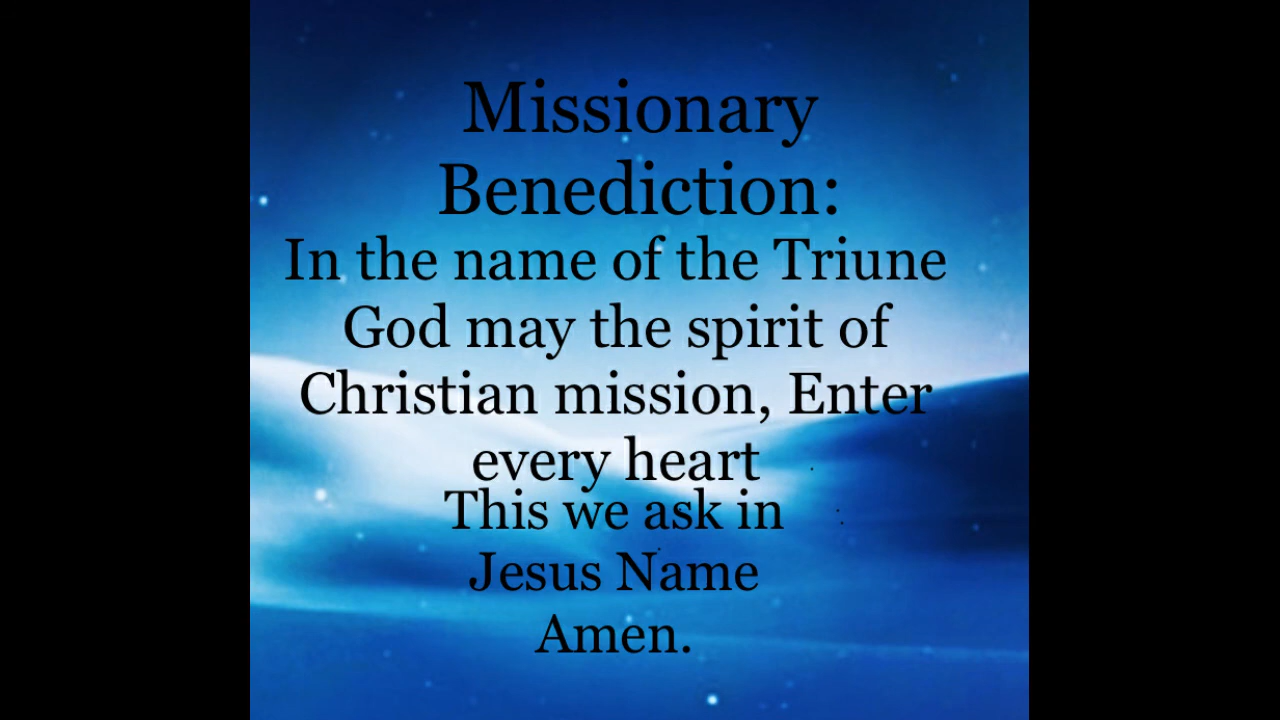 Missionary
Benediction:
In the name of the Triune
God may the spirit of
Christian mission, Enter
every heart
This we ask in
Jesus Name
Amen.